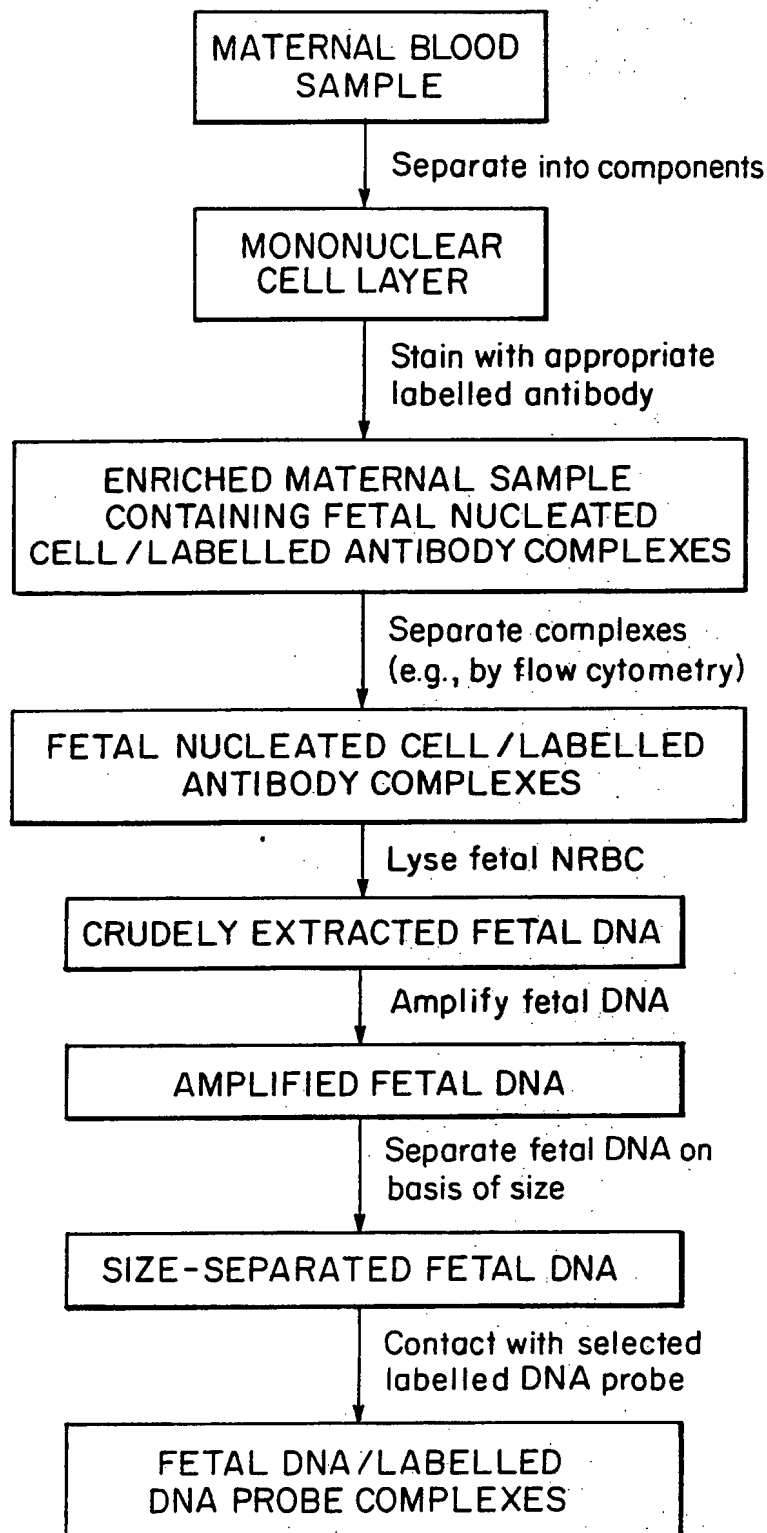 MATERNAL BLOOD
SAMPLE
Separate into components
MONONUCLEAR
CELL LAYER
Stain with appropriate
labelled antibody
ENRICHED MATERNAL SAMPLE
CONTAINING FETAL NUCLEATED
CELL/LABELLED ANTIBODY COMPLEXES
Separate complexes
(e.g., by flow cytometry)
FETAL NUCLEATED CELL/LABELLED
ANTIBODY COMPLEXES
Lyse fetal NRBC
CRUDELY EXTRACTED FETAL DNA
Amplify fetal DNA
AMPLIFIED FETAL DNA
Separate fetal DNA on
basis of size
SIZE-SEPARATED FETAL DNA
Contact with selected
labelled DNA probe
FETAL DNA/LABELLED
DNA PROBE COMPLEXES